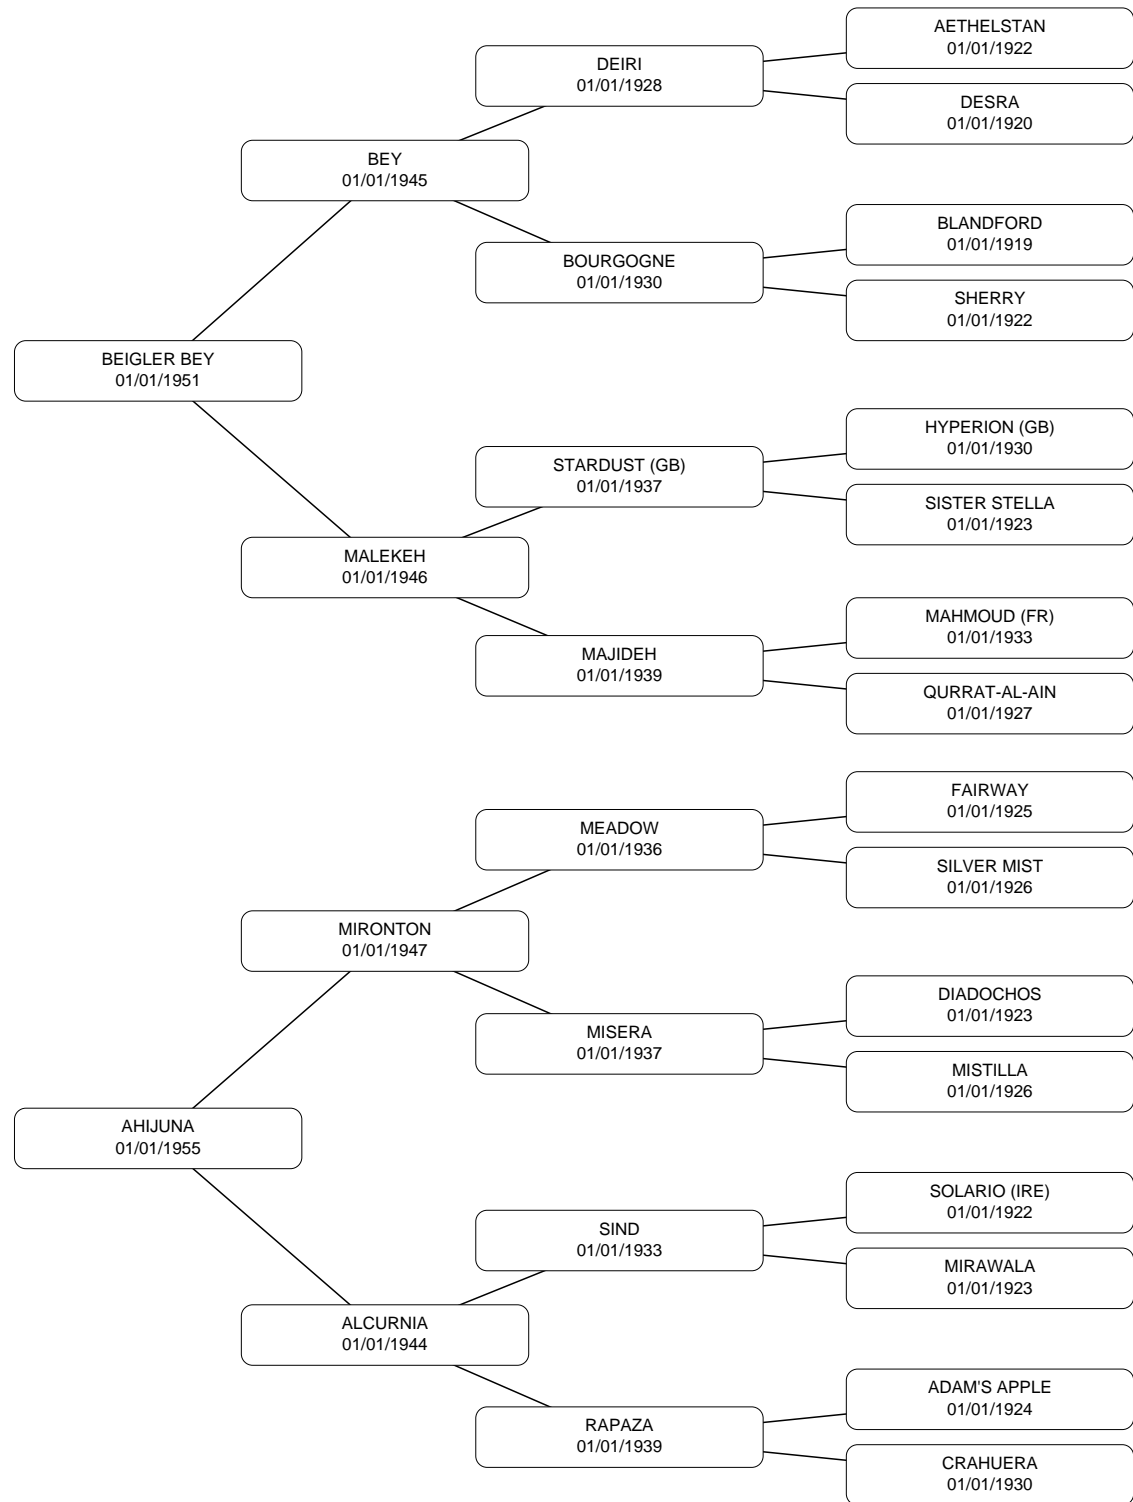 AETHELSTAN
01/01/1922
DEIRI
01/01/1928
DESRA
01/01/1920
BEY
01/01/1945
BLANDFORD
01/01/1919
BOURGOGNE
01/01/1930
SHERRY
01/01/1922
BEIGLER BEY
01/01/1951
HYPERION (GB)
01/01/1930
STARDUST (GB)
01/01/1937
SISTER STELLA
01/01/1923
MALEKEH
01/01/1946
MAHMOUD (FR)
01/01/1933
MAJIDEH
01/01/1939
QURRAT-AL-AIN
01/01/1927
FAIRWAY
01/01/1925
MEADOW
01/01/1936
SILVER MIST
01/01/1926
MIRONTON
01/01/1947
DIADOCHOS
01/01/1923
MISERA
01/01/1937
MISTILLA
01/01/1926
AHIJUNA
01/01/1955
SOLARIO (IRE)
01/01/1922
SIND
01/01/1933
MIRAWALA
01/01/1923
ALCURNIA
01/01/1944
ADAM'S APPLE
01/01/1924
RAPAZA
01/01/1939
CRAHUERA
01/01/1930